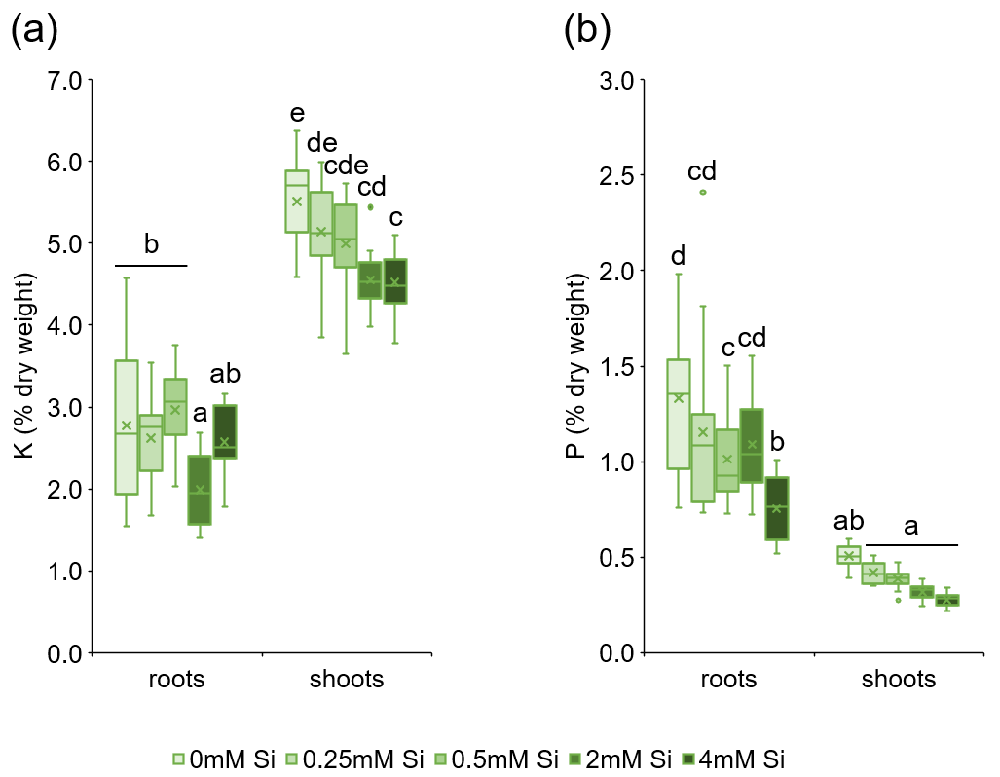 (a)
K (% dry weight)
7.0
6.0
5.0
4.0
3.0
2.0
1.0
0.0
b
a
ab
e
de
cde
cd
c
roots
shoots
(b)
P (% dry weight)
3.0
2.5
2.0
1.5
1.0
0.5
0.0
d
cd
c
cd
b
ab
a
roots
shoots
0mM Si 0.25mM Si 0.5mM Si 2mM Si 4mM Si